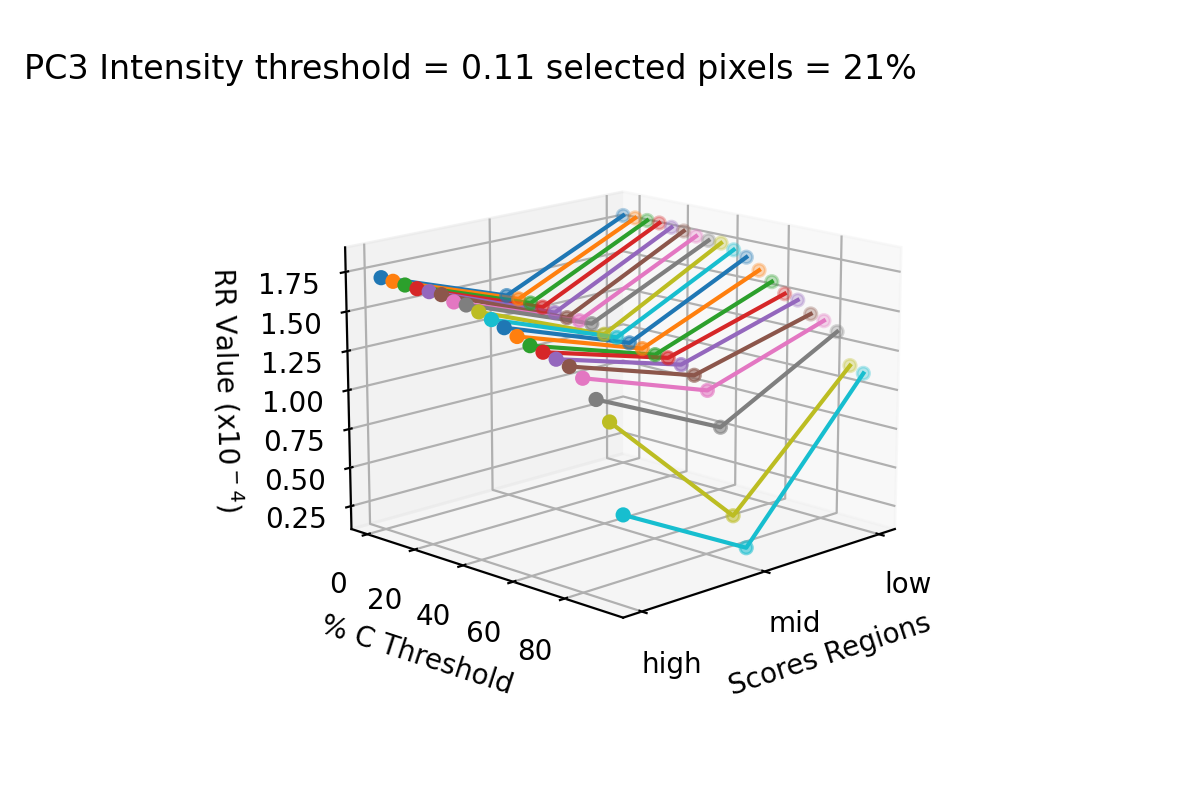 PC3 Intensity threshold = 0.11 selected pixels = 21%
RR Value (x10⁻⁴)
1.75
1.50
1.25
1.00
0.75
0.50
0.25
0
20
40
60
80
% C Threshold
high
mid
low
Scores Regions